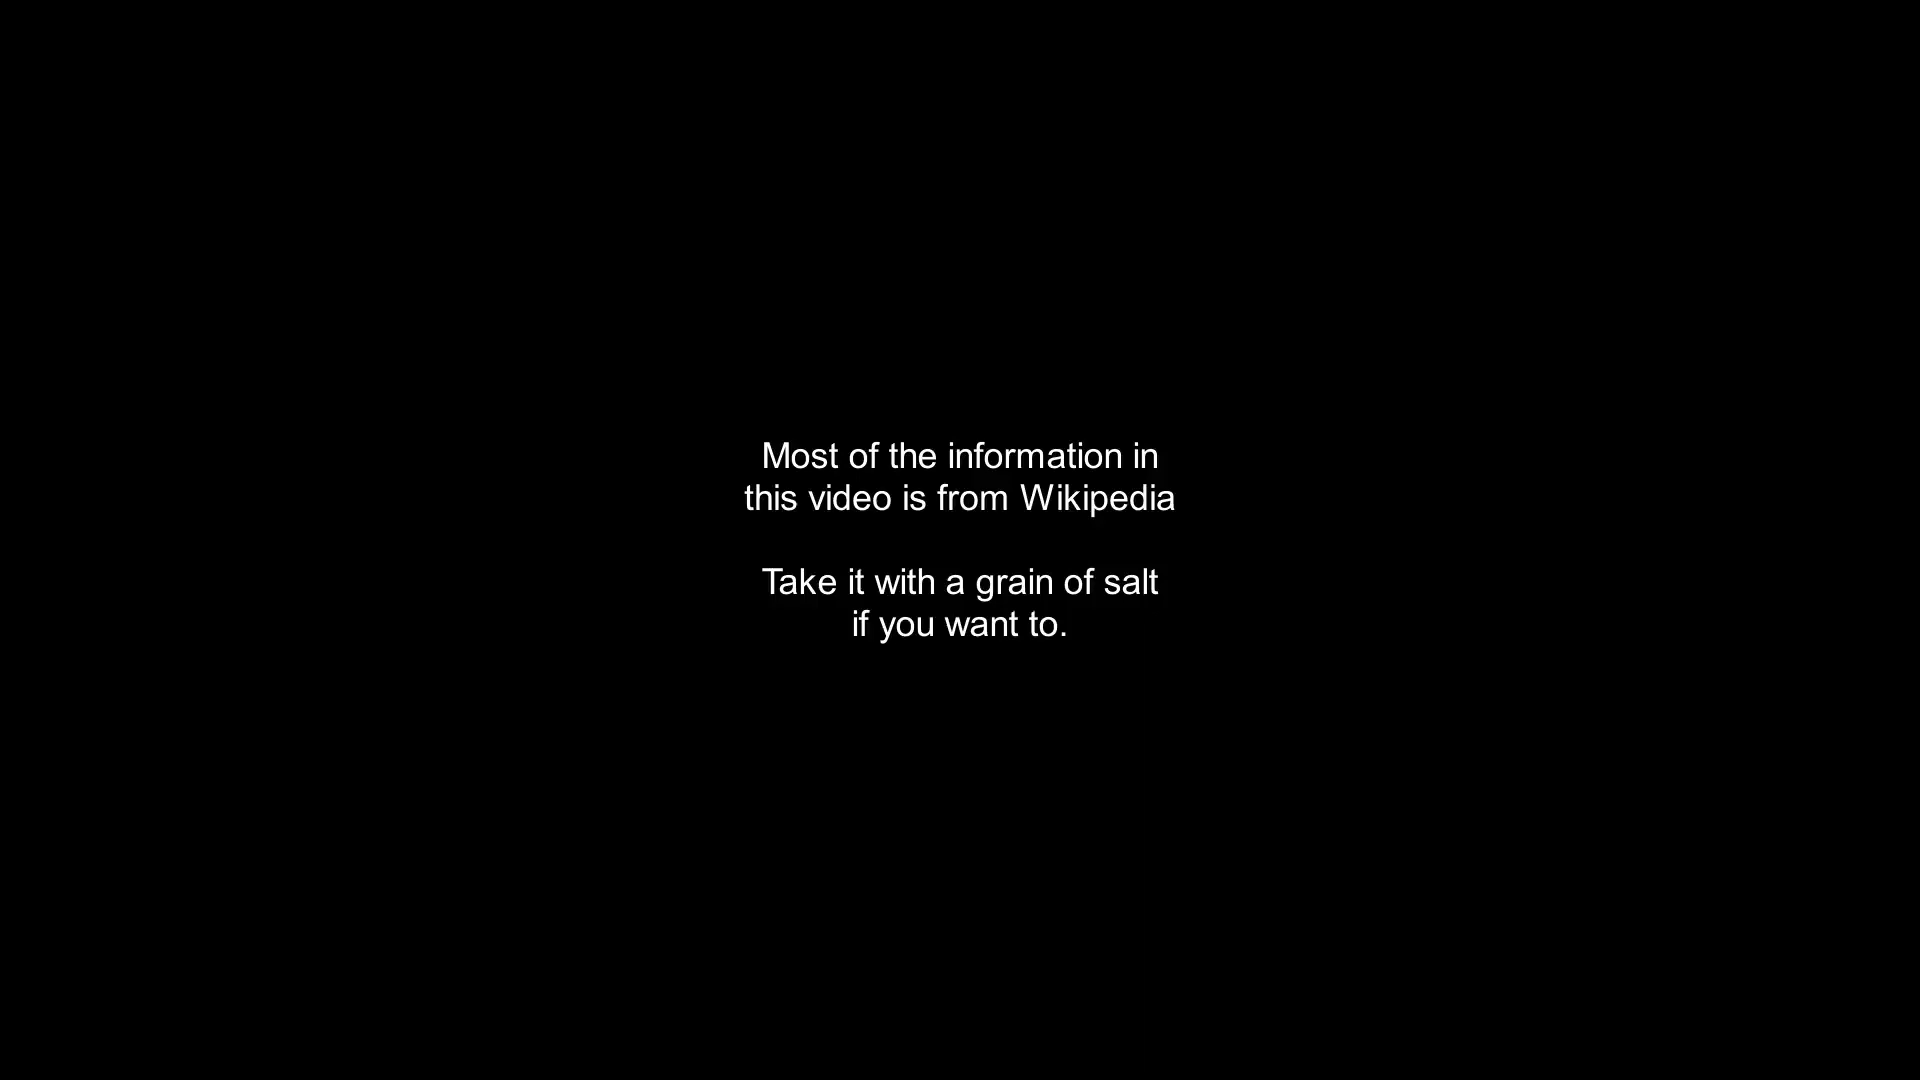 Most of the information in
this video is from Wikipedia
Take it with a grain of salt
if you want to.